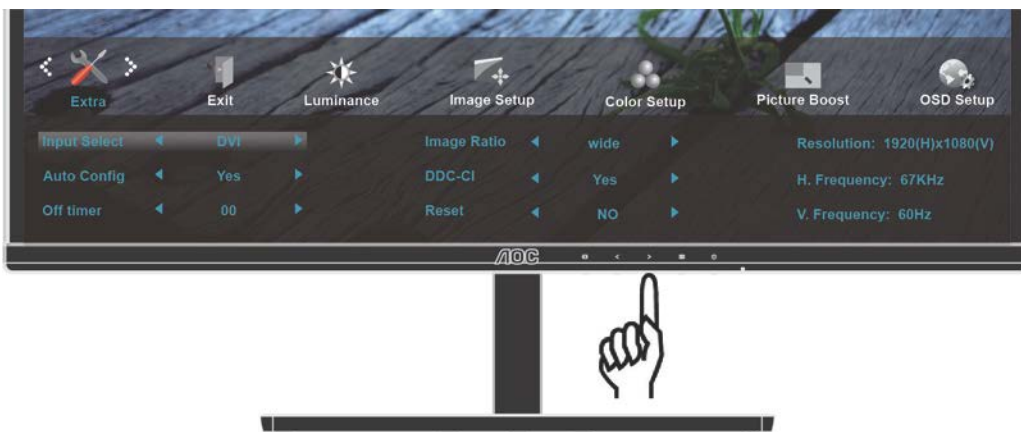 Extra Exit Luminance Image Setup Color Setup Picture Boost OSD Setup
Input Select DVI Image Ratio wide Resolution: 1920(H)x1080(V)
Auto Config Yes DDC-CI Yes H. Frequency: 67KHz
Off timer 00 Reset NO V. Frequency: 60Hz
AOC